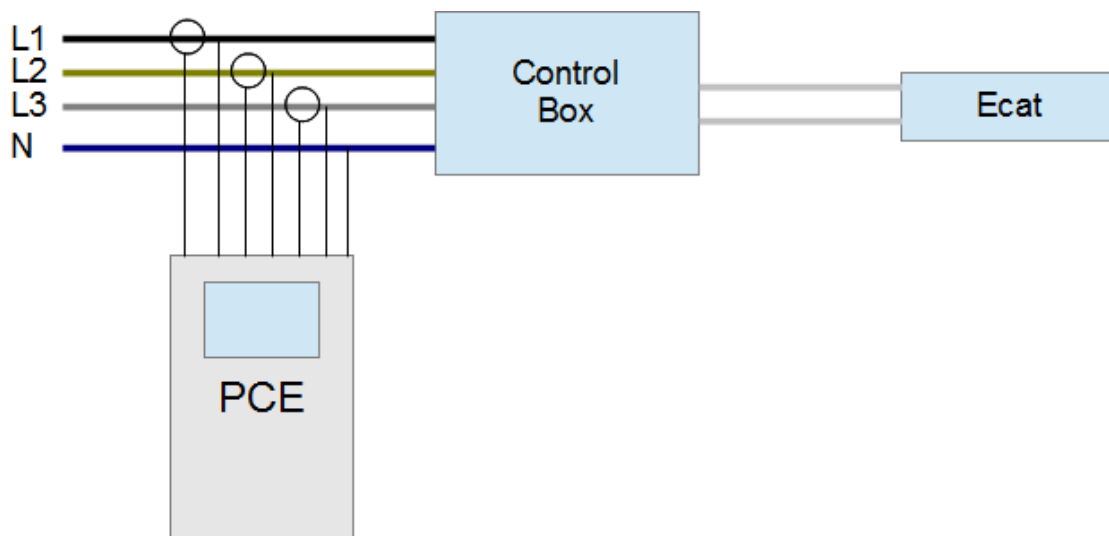 L1
L2
L3
N
Control
Box
Ecat
PCE